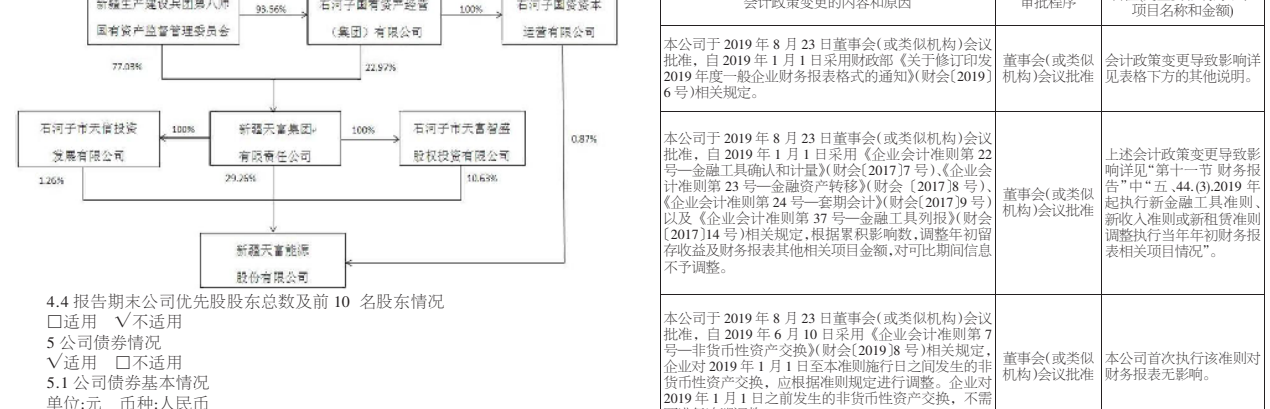 新疆生产建设兵团第八师
国有资产监督管理委员会
93.56%
石河子国有资产经营
（集团）有限公司
100%
石河子国资资本
运营有限公司
77.03%
22.97%
石河子市天信投资
发展有限公司
100%
新疆天富集团
有限责任公司
100%
石河子市天富智盛
股权投资有限公司
0.87%
1.26%
29.26%
10.63%
新疆天富能源
股份有限公司
4.4 报告期末公司优先股股东总数及前 10 名股东情况
□适用 √不适用
5 公司债券情况
√适用 □不适用
5.1 公司债券基本情况
单位:元 币种:人民币
会计政策变更的内容和原因
审批程序
项目名称和金额)
本公司于 2019 年 8 月 23 日董事会(或类似机构)会议
批准，自 2019 年 1 月 1 日采用财政部《关于修订印发
2019 年度一般企业财务报表格式的通知》(财会〔2019〕
6 号)相关规定。
董事会(或类似
机构)会议批准
会计政策变更导致影响详
见表格下方的其他说明。
本公司于 2019 年 8 月 23 日董事会(或类似机构)会议
批准，自 2019 年 1 月 1 日采用《企业会计准则第 22
号—金融工具确认和计量》(财会〔2017〕7 号)、《企业会
计准则第 23 号—金融资产转移》(财会〔2017〕8 号)、
《企业会计准则第 24 号—套期会计》(财会〔2017〕9 号)
以及《企业会计准则第 37 号—金融工具列报》(财会
〔2017〕14 号)相关规定，根据累积影响数，调整年初留
存收益及财务报表其他相关项目金额，对可比期间信息
不予调整。
董事会(或类似
机构)会议批准
上述会计政策变更导致影
响详见“第十一节 财务报
告”中“五、44.(3).2019 年
起执行新金融工具准则、
新收入准则或新租赁准则
调整执行当年年初财务报
表相关项目情况”。
本公司于 2019 年 8 月 23 日董事会(或类似机构)会议
批准，自 2019 年 6 月 10 日采用《企业会计准则第 7
号—非货币性资产交换》(财会〔2019〕8 号)相关规定，
企业对 2019 年 1 月 1 日至本准则施行日之间发生的非
货币性资产交换，应根据准则规定进行调整。企业对
2019 年 1 月 1 日之前发生的非货币性资产交换，不需
董事会(或类似
机构)会议批准
本公司首次执行该准则对
财务报表无影响。